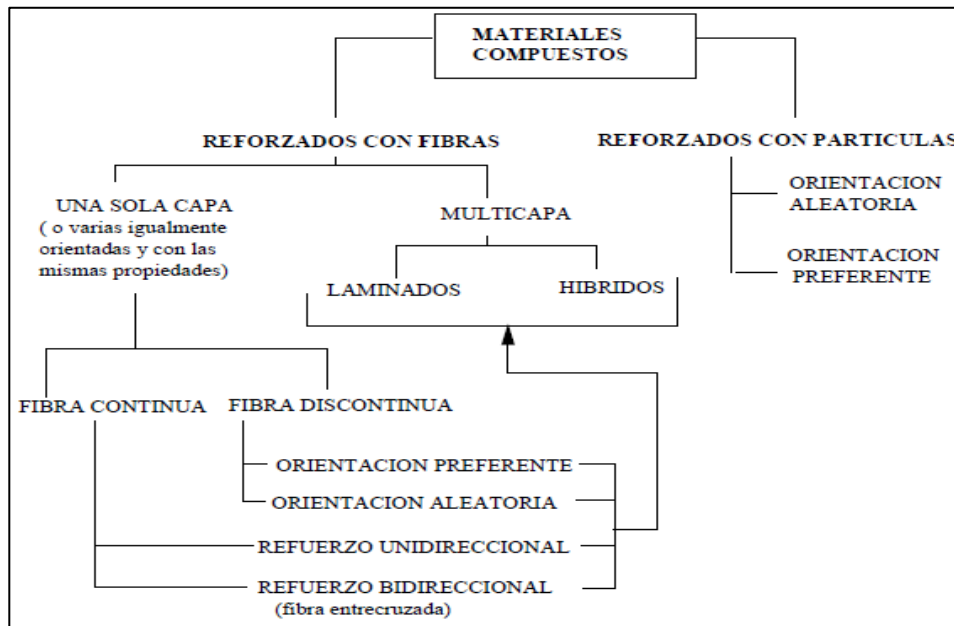 MATERIALES
COMPUESTOS
REFORZADOS CON FIBRAS
REFORZADOS CON PARTICULAS
UNA SOLA CAPA
( o varias igualmente
orientadas y con las
mismas propiedades)
MULTICAPA
ORIENTACION
ALEATORIA
ORIENTACION
PREFERENTE
LAMINADOS
HIBRIDOS
FIBRA CONTINUA
FIBRA DISCONTINUA
ORIENTACION PREFERENTE
ORIENTACION ALEATORIA
REFUERZO UNIDIRECCIONAL
REFUERZO BIDIRECCIONAL
(fibra entrecruzada)